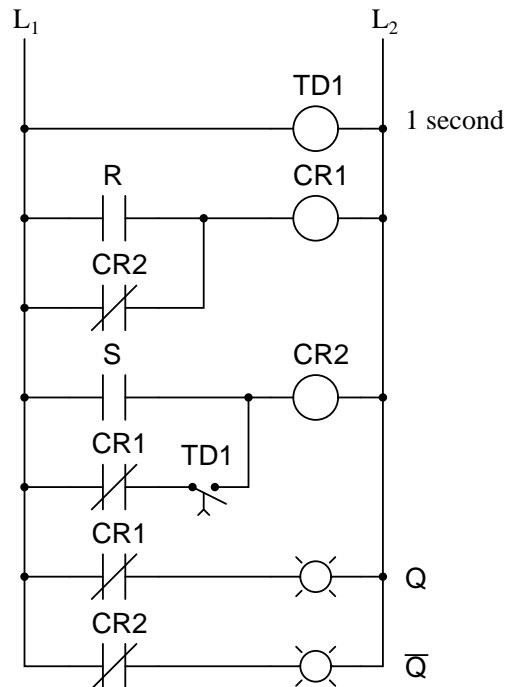 L₁ L₂
TD1
1 second
R CR1
CR2
S CR2
CR1 TD1
CR1
Q
CR2
Q̅